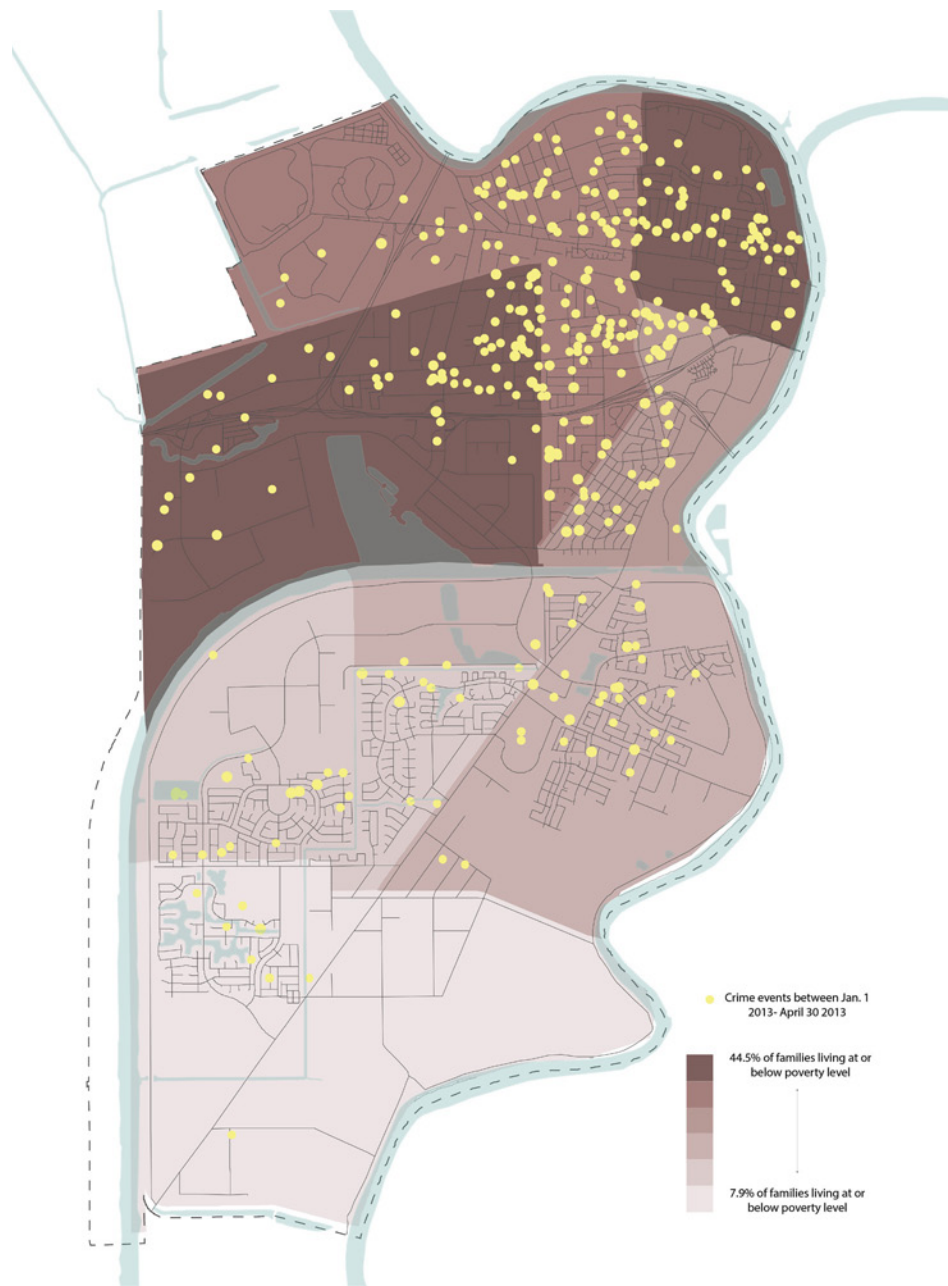 Crime events between Jan. 1
2013- April 30 2013
44.5% of families living at or
below poverty level
7.9% of families living at or
below poverty level